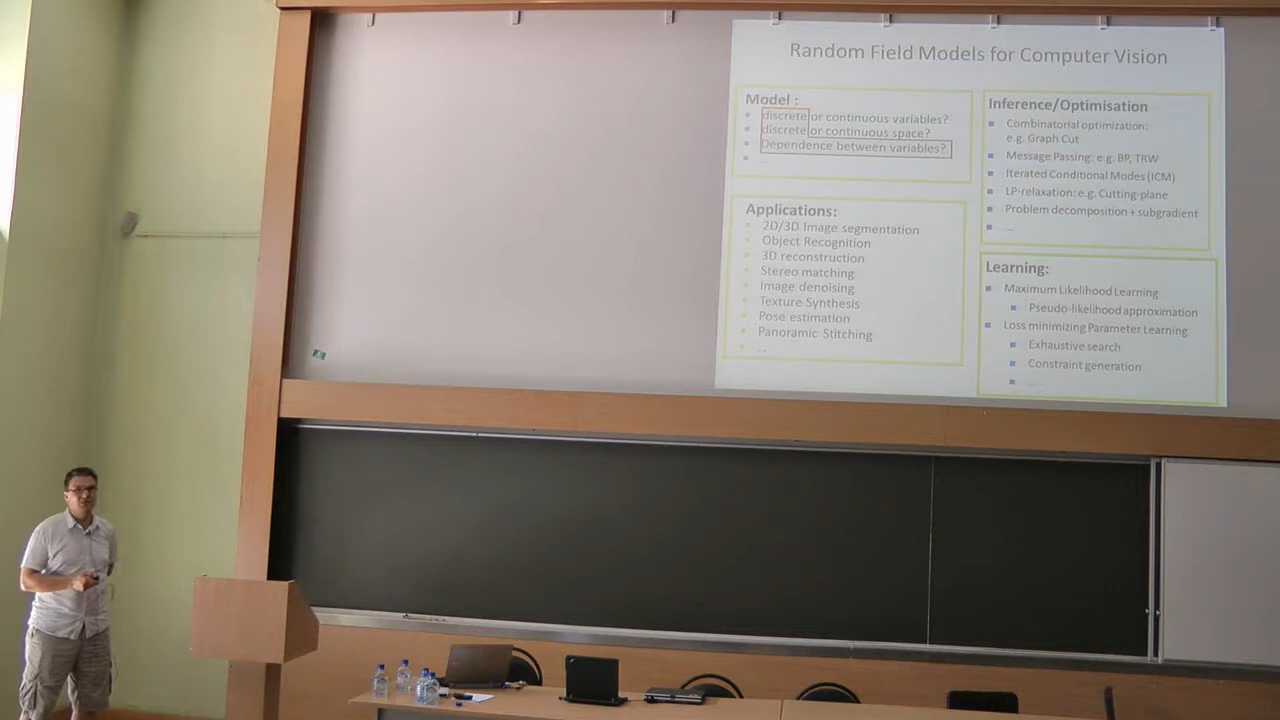 Random Field Models for Computer Vision
Model :
discrete or continuous variables?
discrete or continuous space?
Dependence between variables?
...
Applications:
2D/3D Image segmentation
Object Recognition
3D reconstruction
Stereo matching
Image denoising
Texture Synthesis
Pose estimation
Panoramic Stitching
...
Inference/Optimisation
Combinatorial optimization:
e.g. Graph Cut
Message Passing: e.g. BP, TRW
Iterated Conditional Modes (ICM)
LP-relaxation: e.g. Cutting-plane
Problem decomposition + subgradient
...
Learning:
Maximum Likelihood Learning
Pseudo-likelihood approximation
Loss minimizing Parameter Learning
Exhaustive search
Constraint generation
...